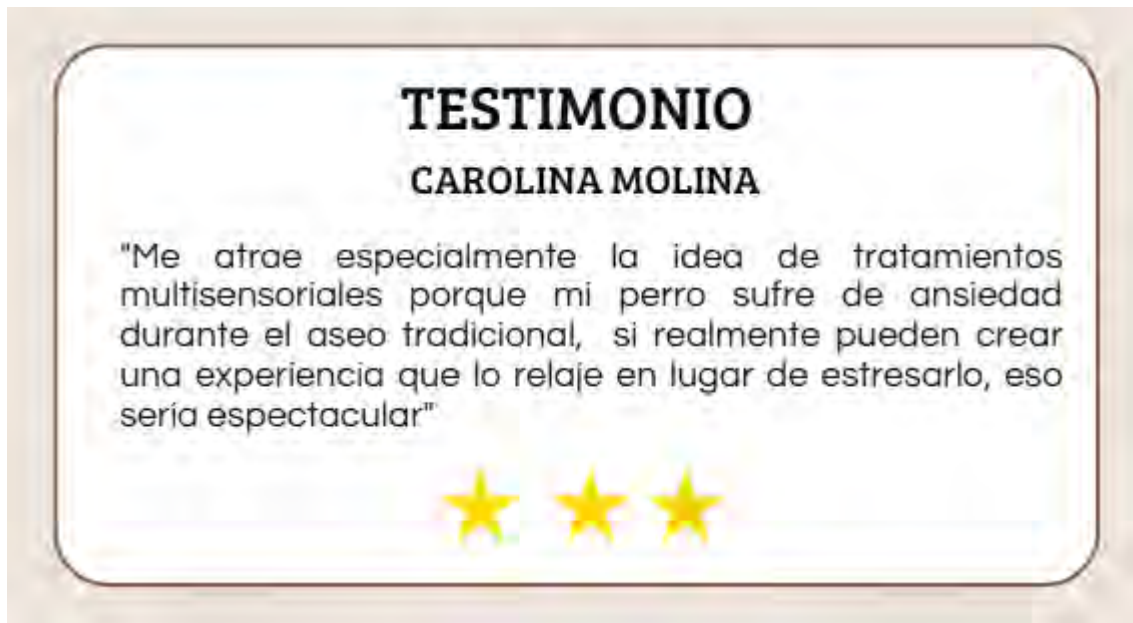 TESTIMONIO
CAROLINA MOLINA
"Me atrae especialmente la idea de tratamientos
multisensoriales porque mi perro sufre de ansiedad
durante el aseo tradicional, si realmente pueden crear
una experiencia que lo relaje en lugar de estresarlo, eso
sería espectacular"